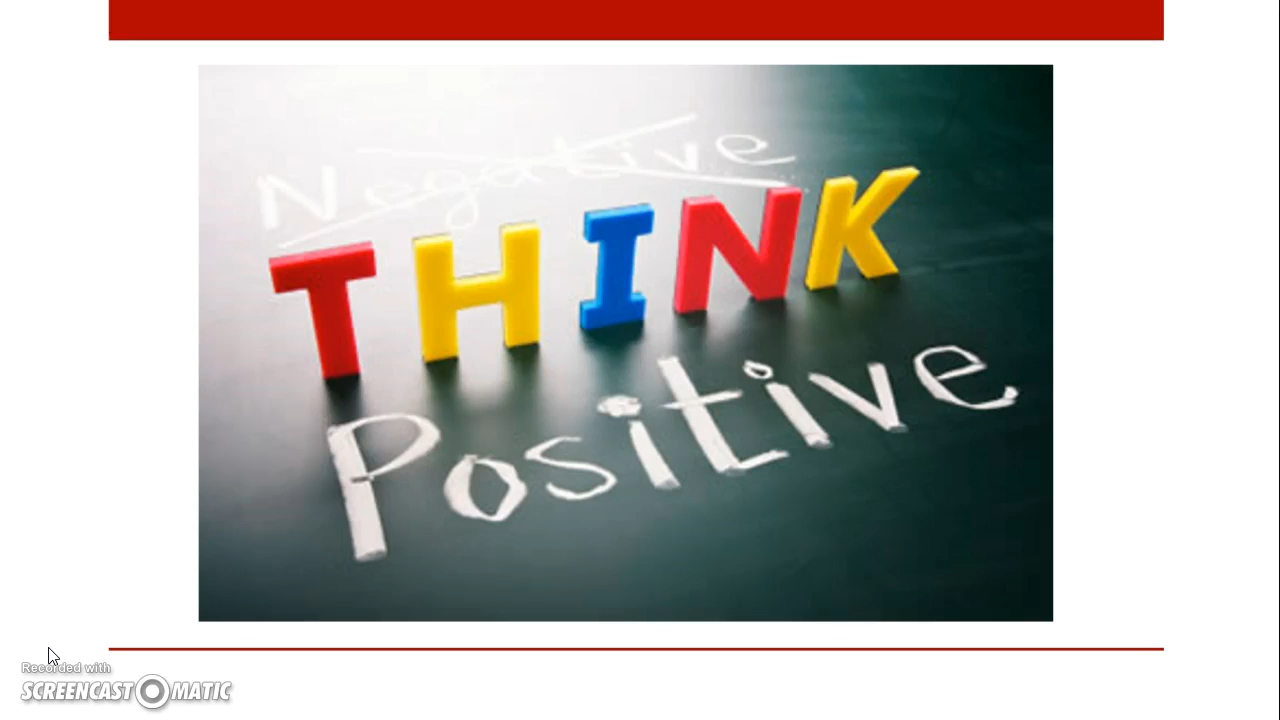 Negative
THINK
Positive
Recorded with
SCREENCAST O MATIC